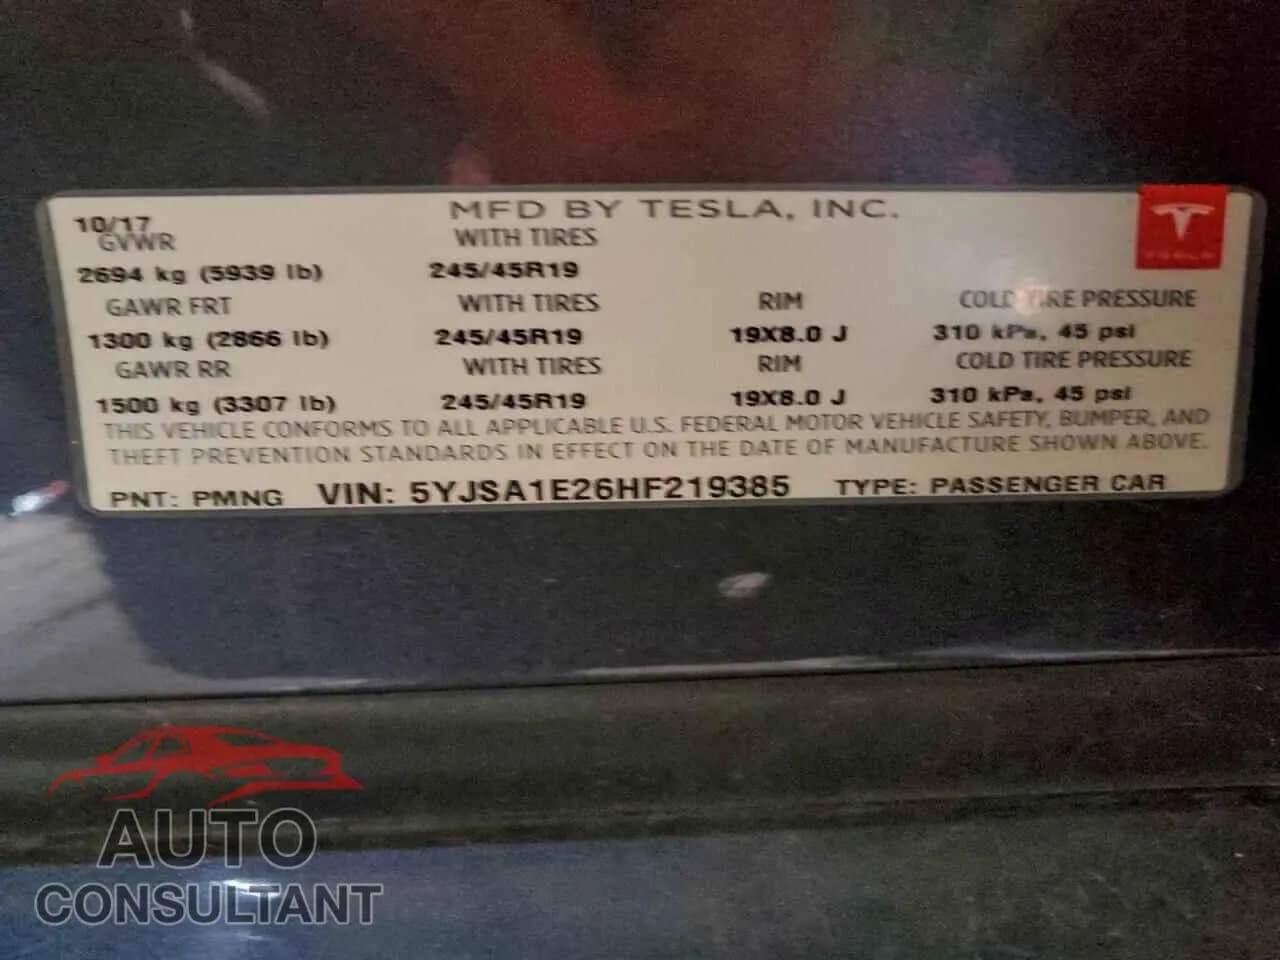 MFD BY TESLA, INC.
10/17
GVWR WITH TIRES
2694 kg (5939 lb) 245/45R19
GAWR FRT WITH TIRES RIM COLD TIRE PRESSURE
1300 kg (2866 lb) 245/45R19 19X8.0 J 310 kPa, 45 psi
GAWR RR WITH TIRES RIM COLD TIRE PRESSURE
1500 kg (3307 lb) 245/45R19 19X8.0 J 310 kPa, 45 psi
THIS VEHICLE CONFORMS TO ALL APPLICABLE U.S. FEDERAL MOTOR VEHICLE SAFETY, BUMPER, AND
THEFT PREVENTION STANDARDS IN EFFECT ON THE DATE OF MANUFACTURE SHOWN ABOVE.
PNT: PMNG VIN: 5YJSA1E26HF219385 TYPE: PASSENGER CAR
TESLA
AUTO
CONSULTANT